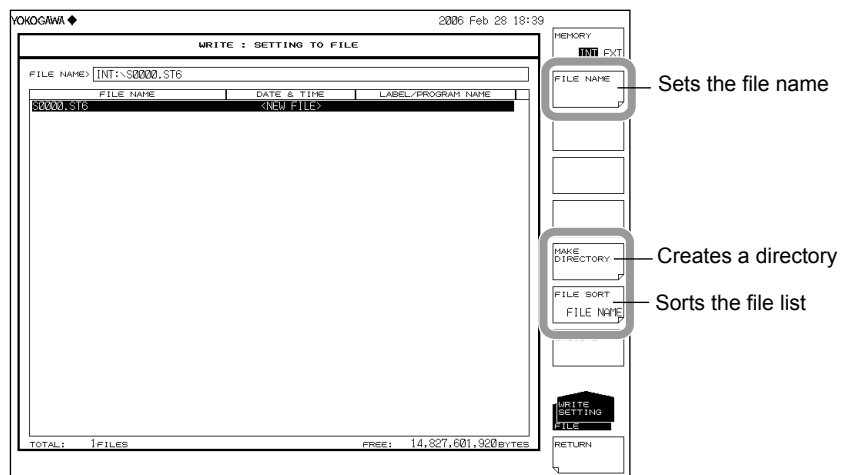 YOKOGAWA ◆ 2006 Feb 28 18:39
WRITE : SETTING TO FILE
FILE NAME> INT:\S0000.ST6
FILE NAME DATE & TIME LABEL/PROGRAM NAME
S0000.ST6 <NEW FILE>
TOTAL: 1FILES FREE: 14,827,601,920BYTES
MEMORY
INT EXT
FILE NAME
Sets the file name
MAKE
DIRECTORY
Creates a directory
FILE SORT
FILE NAME
Sorts the file list
WRITE
SETTING
FILE
RETURN